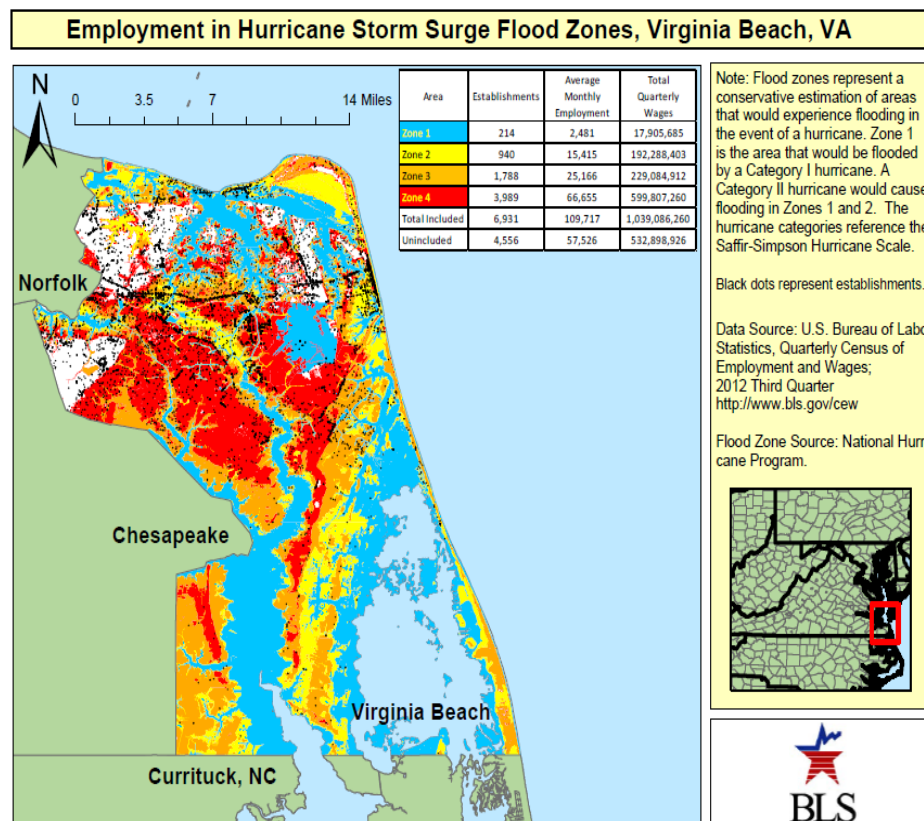 Employment in Hurricane Storm Surge Flood Zones, Virginia Beach, VA
N
0 3.5 7 14 Miles
Area Establishments Average Monthly Employment Total Quarterly Wages
Zone 1 214 2,481 17,905,685
Zone 2 940 15,415 192,288,403
Zone 3 1,788 25,166 229,084,912
Zone 4 3,989 66,655 599,807,260
Total Included 6,931 109,717 1,039,086,260
Unincluded 4,556 57,526 532,898,926
Norfolk
Chesapeake
Virginia Beach
Currituck, NC
Note: Flood zones represent a
conservative estimation of areas
that would experience flooding in
the event of a hurricane. Zone 1
is the area that would be flooded
by a Category I hurricane. A
Category II hurricane would cause
flooding in Zones 1 and 2. The
hurricane categories reference the
Saffir-Simpson Hurricane Scale.
Black dots represent establishments.
Data Source: U.S. Bureau of Labo
Statistics, Quarterly Census of
Employment and Wages;
2012 Third Quarter
http://www.bls.gov/cew
Flood Zone Source: National Hurr
cane Program.
BLS